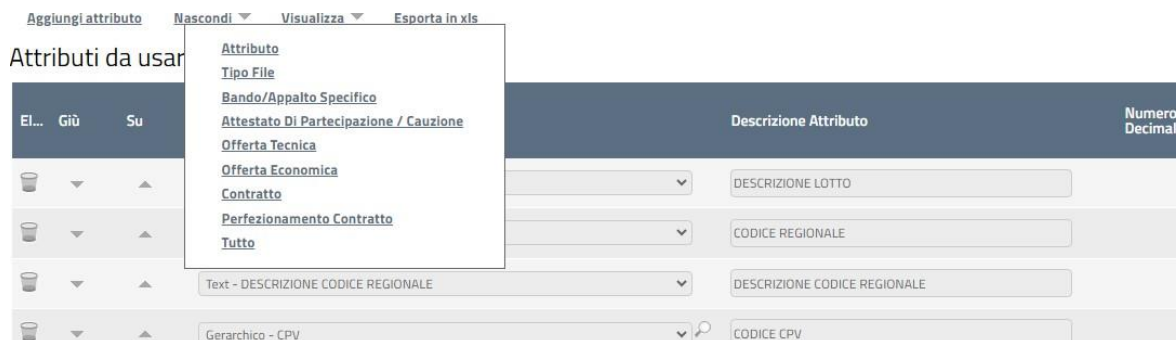 Aggiungi attributo Nascondi Visualizza Esporta in xls
Attributi da usar
Attributo
Tipo File
Bando/Appalto Specifico
Attestato Di Partecipazione / Cauzione
Offerta Tecnica
Offerta Economica
Contratto
Perfezionamento Contratto
Tutto
El... Giù Su Descrizione Attributo Numero
Decimal
DESCRIZIONE LOTTO
CODICE REGIONALE
Text - DESCRIZIONE CODICE REGIONALE DESCRIZIONE CODICE REGIONALE
Gerarchico - CPV CODICE CPV